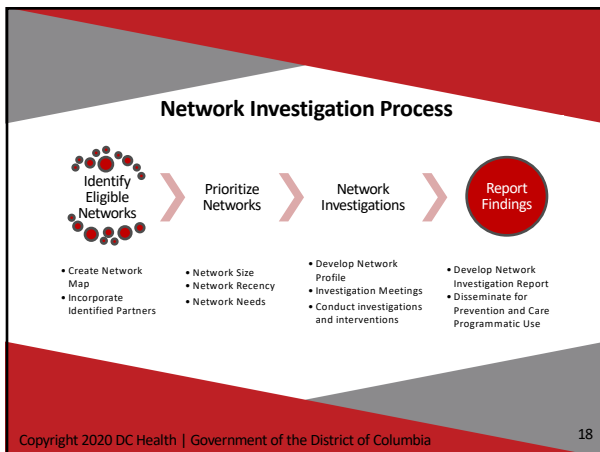 Network Investigation Process
Identify
Eligible
Networks
Prioritize
Networks
Network
Investigations
Report
Findings
• Create Network
Map
• Incorporate
Identified Partners
• Network Size
• Network Recency
• Network Needs
• Develop Network
Profile
• Investigation Meetings
• Conduct investigations
and interventions
• Develop Network
Investigation Report
• Disseminate for
Prevention and Care
Programmatic Use
Copyright 2020 DC Health | Government of the District of Columbia
18